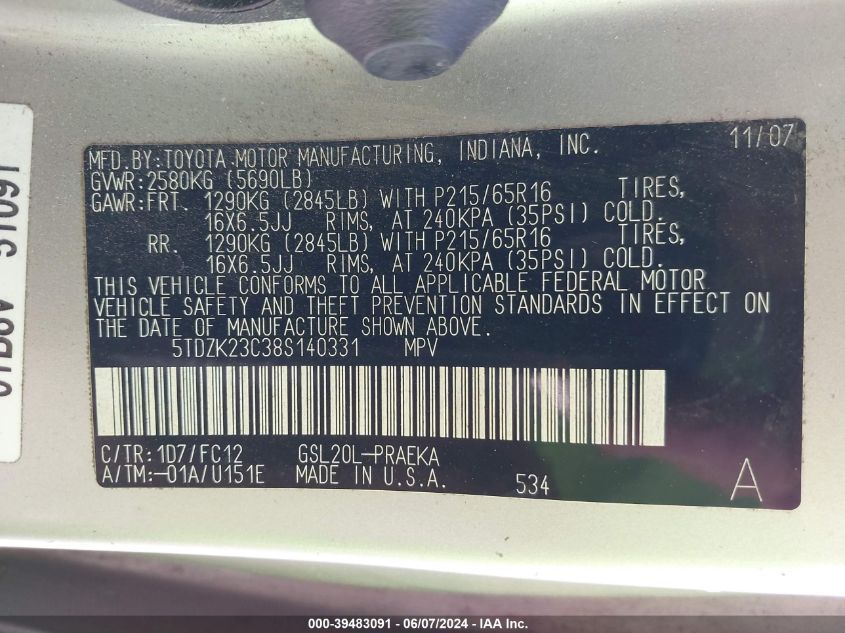 MFD.BY:TOYOTA MOTOR MANUFACTURING, INDIANA, INC. 11/07
GVWR:2580KG (5690LB)
GAWR:FRT. 1290KG (2845LB) WITH P215/65R16 TIRES,
16X6.5JJ RIMS, AT 240KPA (35PSI) COLD.
RR. 1290KG (2845LB) WITH P215/65R16 TIRES,
16X6.5JJ RIMS, AT 240KPA (35PSI) COLD.
THIS VEHICLE CONFORMS TO ALL APPLICABLE FEDERAL MOTOR
VEHICLE SAFETY AND THEFT PREVENTION STANDARDS IN EFFECT ON
THE DATE OF MANUFACTURE SHOWN ABOVE.
5TDZK23C38S140331 MPV
C/TR:1D7/FC12 GSL20L-PRAEKA
A/TM:-01A/U151E MADE IN U.S.A. 534 A
000-39483091 - 06/07/2024 - IAA Inc.